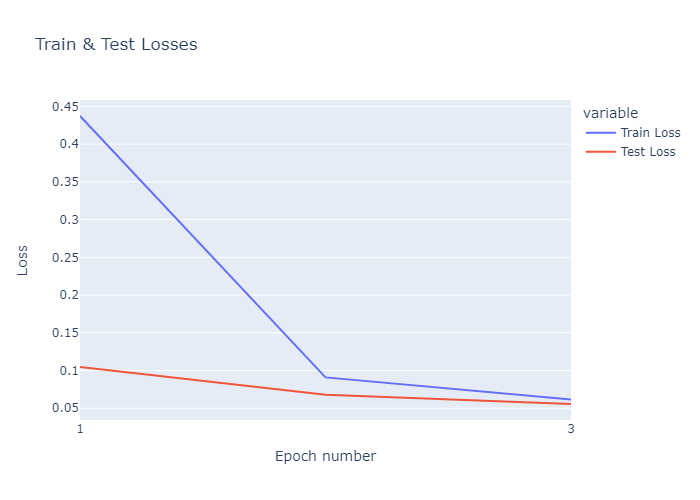 Train & Test Losses
variable
Train Loss
Test Loss
0.45
0.4
0.35
0.3
0.25
0.2
0.15
0.1
0.05
Loss
1
3
Epoch number